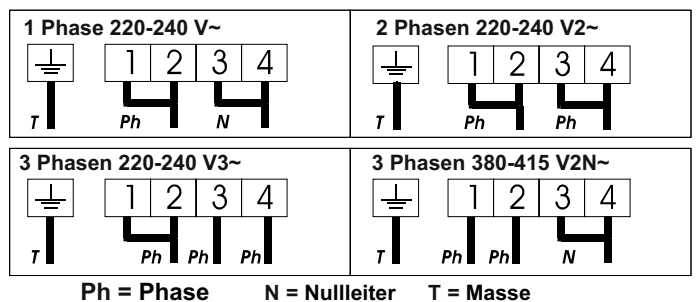 1 Phase 220-240 V~
1 2 3 4
T Ph N
2 Phasen 220-240 V2~
1 2 3 4
T Ph Ph
3 Phasen 220-240 V3~
1 2 3 4
T Ph Ph Ph
3 Phasen 380-415 V2N~
1 2 3 4
T Ph Ph N
Ph = Phase N = Nullleiter T = Masse